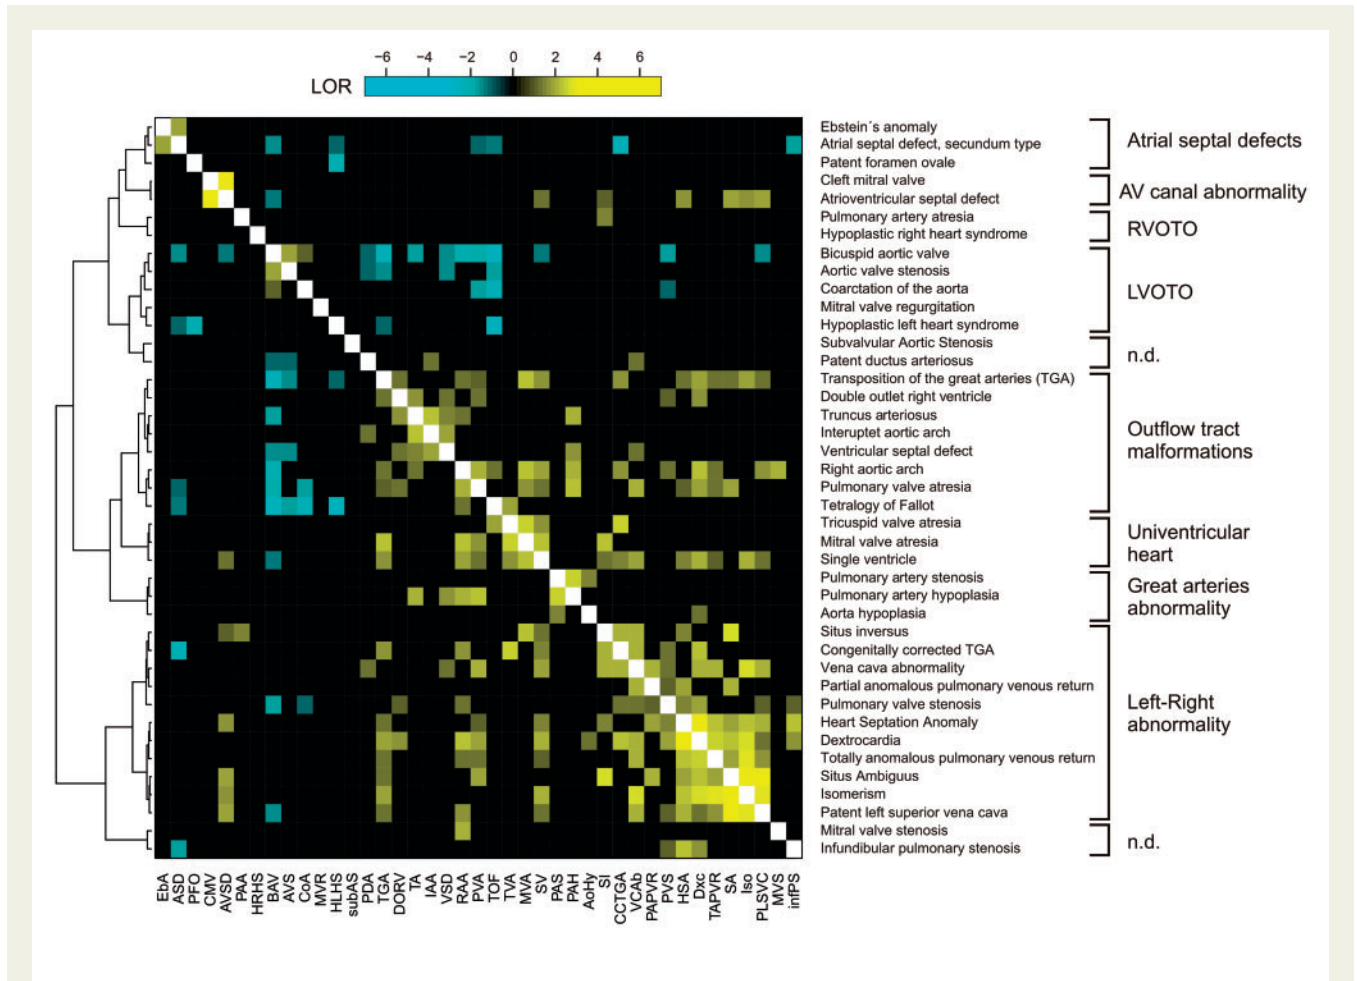 −6 −4 −2 0 2 4 6
LOR
Ebstein´s anomaly
Atrial septal defect, secundum type
Patent foramen ovale
Atrial septal defects
Cleft mitral valve
Atrioventricular septal defect
AV canal abnormality
Pulmonary artery atresia
Hypoplastic right heart syndrome
RVOTO
Bicuspid aortic valve
Aortic valve stenosis
Coarctation of the aorta
Mitral valve regurgitation
Hypoplastic left heart syndrome
LVOTO
Subvalvular Aortic Stenosis
Patent ductus arteriosus
n.d.
Transposition of the great arteries (TGA)
Double outlet right ventricle
Truncus arteriosus
Interuptet aortic arch
Ventricular septal defect
Right aortic arch
Pulmonary valve atresia
Tetralogy of Fallot
Outflow tract
malformations
Tricuspid valve atresia
Mitral valve atresia
Single ventricle
Univentricular
heart
Pulmonary artery stenosis
Pulmonary artery hypoplasia
Aorta hypoplasia
Great arteries
abnormality
Situs inversus
Congenitally corrected TGA
Vena cava abnormality
Partial anomalous pulmonary venous return
Pulmonary valve stenosis
Heart Septation Anomaly
Dextrocardia
Totally anomalous pulmonary venous return
Situs Ambiguus
Isomerism
Patent left superior vena cava
Left-Right
abnormality
Mitral valve stenosis
Infundibular pulmonary stenosis
n.d.
EbA
ASD
PFO
CMV
AVSD
PAA
HRHS
BAV
AVS
CoA
MVR
HLHS
subAS
PDA
TGA
DORV
TA
IAA
VSD
RAA
PVA
TOF
TVA
MVA
SV
PAS
PAH
AoHy
SI
CCTGA
VCAb
PAPVR
PVS
HSA
Dxc
TAPVR
SA
Iso
PLSVC
MVS
infPS